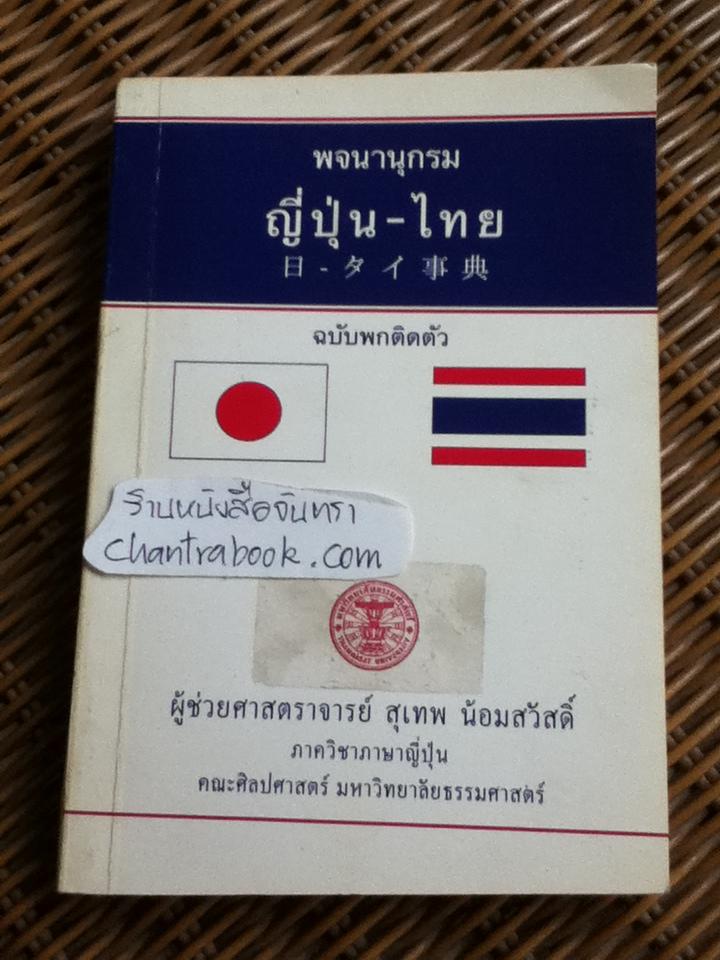 พจนานุกรม
ญี่ปุ่น-ไทย
日-タイ事典
ฉบับพกติดตัว
ร้านหนังสือจันทรา
chantrabook.com
ผู้ช่วยศาสตราจารย์ สุเทพ น้อมสวัสดิ์
ภาควิชาภาษาญี่ปุ่น
คณะศิลปศาสตร์ มหาวิทยาลัยธรรมศาสตร์